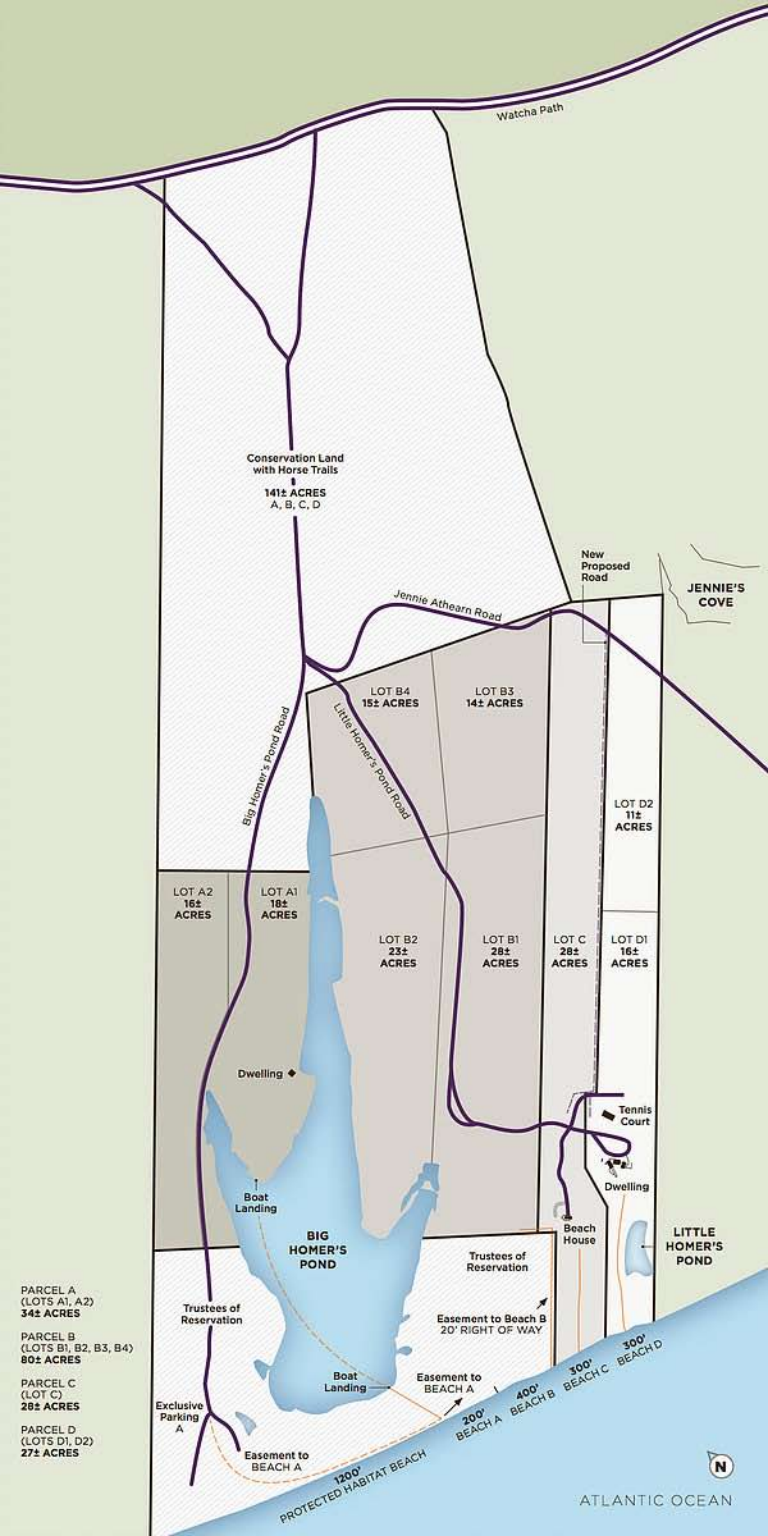 Watcha Path
Conservation Land
with Horse Trails
141± ACRES
A, B, C, D
New
Proposed
Road
JENNIE'S
COVE
Jennie Athearn Road
LOT B4
15± ACRES
LOT B3
14± ACRES
Big Homer's Pond Road
Little Homer's Pond Road
LOT D2
11±
ACRES
LOT A2
16±
ACRES
LOT A1
18±
ACRES
LOT B2
23±
ACRES
LOT B1
28±
ACRES
LOT C
28±
ACRES
LOT D1
16±
ACRES
Dwelling
Tennis
Court
Dwelling
Boat
Landing
BIG
HOMER'S
POND
Beach
House
LITTLE
HOMER'S
POND
Trustees of
Reservation
PARCEL A
(LOTS A1, A2)
34± ACRES
PARCEL B
(LOTS B1, B2, B3, B4)
80± ACRES
PARCEL C
(LOT C)
28± ACRES
PARCEL D
(LOTS D1, D2)
27± ACRES
Trustees of
Reservation
Easement to Beach B
20' RIGHT OF WAY
Boat
Landing
Easement to
BEACH A
Exclusive
Parking
A
Easement to
BEACH A
1200'
PROTECTED HABITAT BEACH
200'
BEACH A
400'
BEACH B
300'
BEACH C
300'
BEACH D
N
ATLANTIC OCEAN